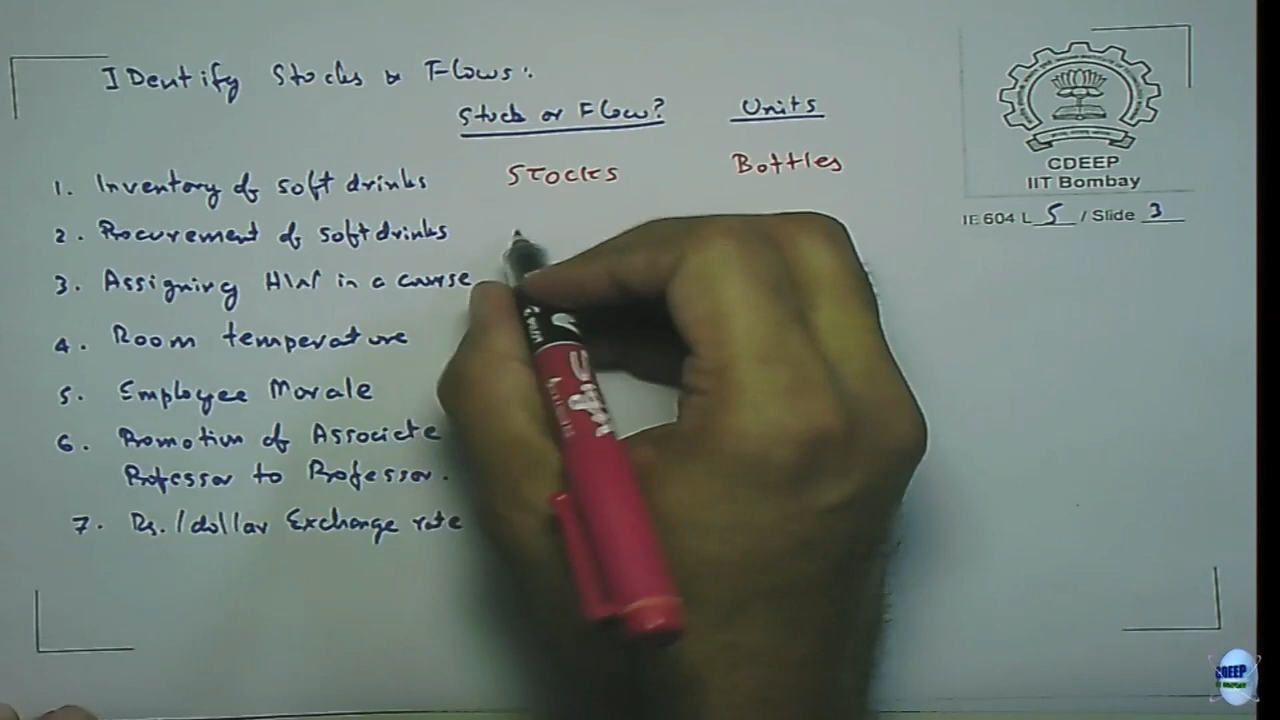 IDentify Stocks & Flows:
Stock or Flow? Units
1. Inventory of soft drinks Stocks Bottles
2. Procurement of soft drinks
3. Assigning HW in a course
4. Room temperature
5. Employee Morale
6. Promotion of Associate
Professor to Professor.
7. Rs./dollar Exchange rate
CDEEP
IIT Bombay
IE 604 L 5 / Slide 3
CDEEP